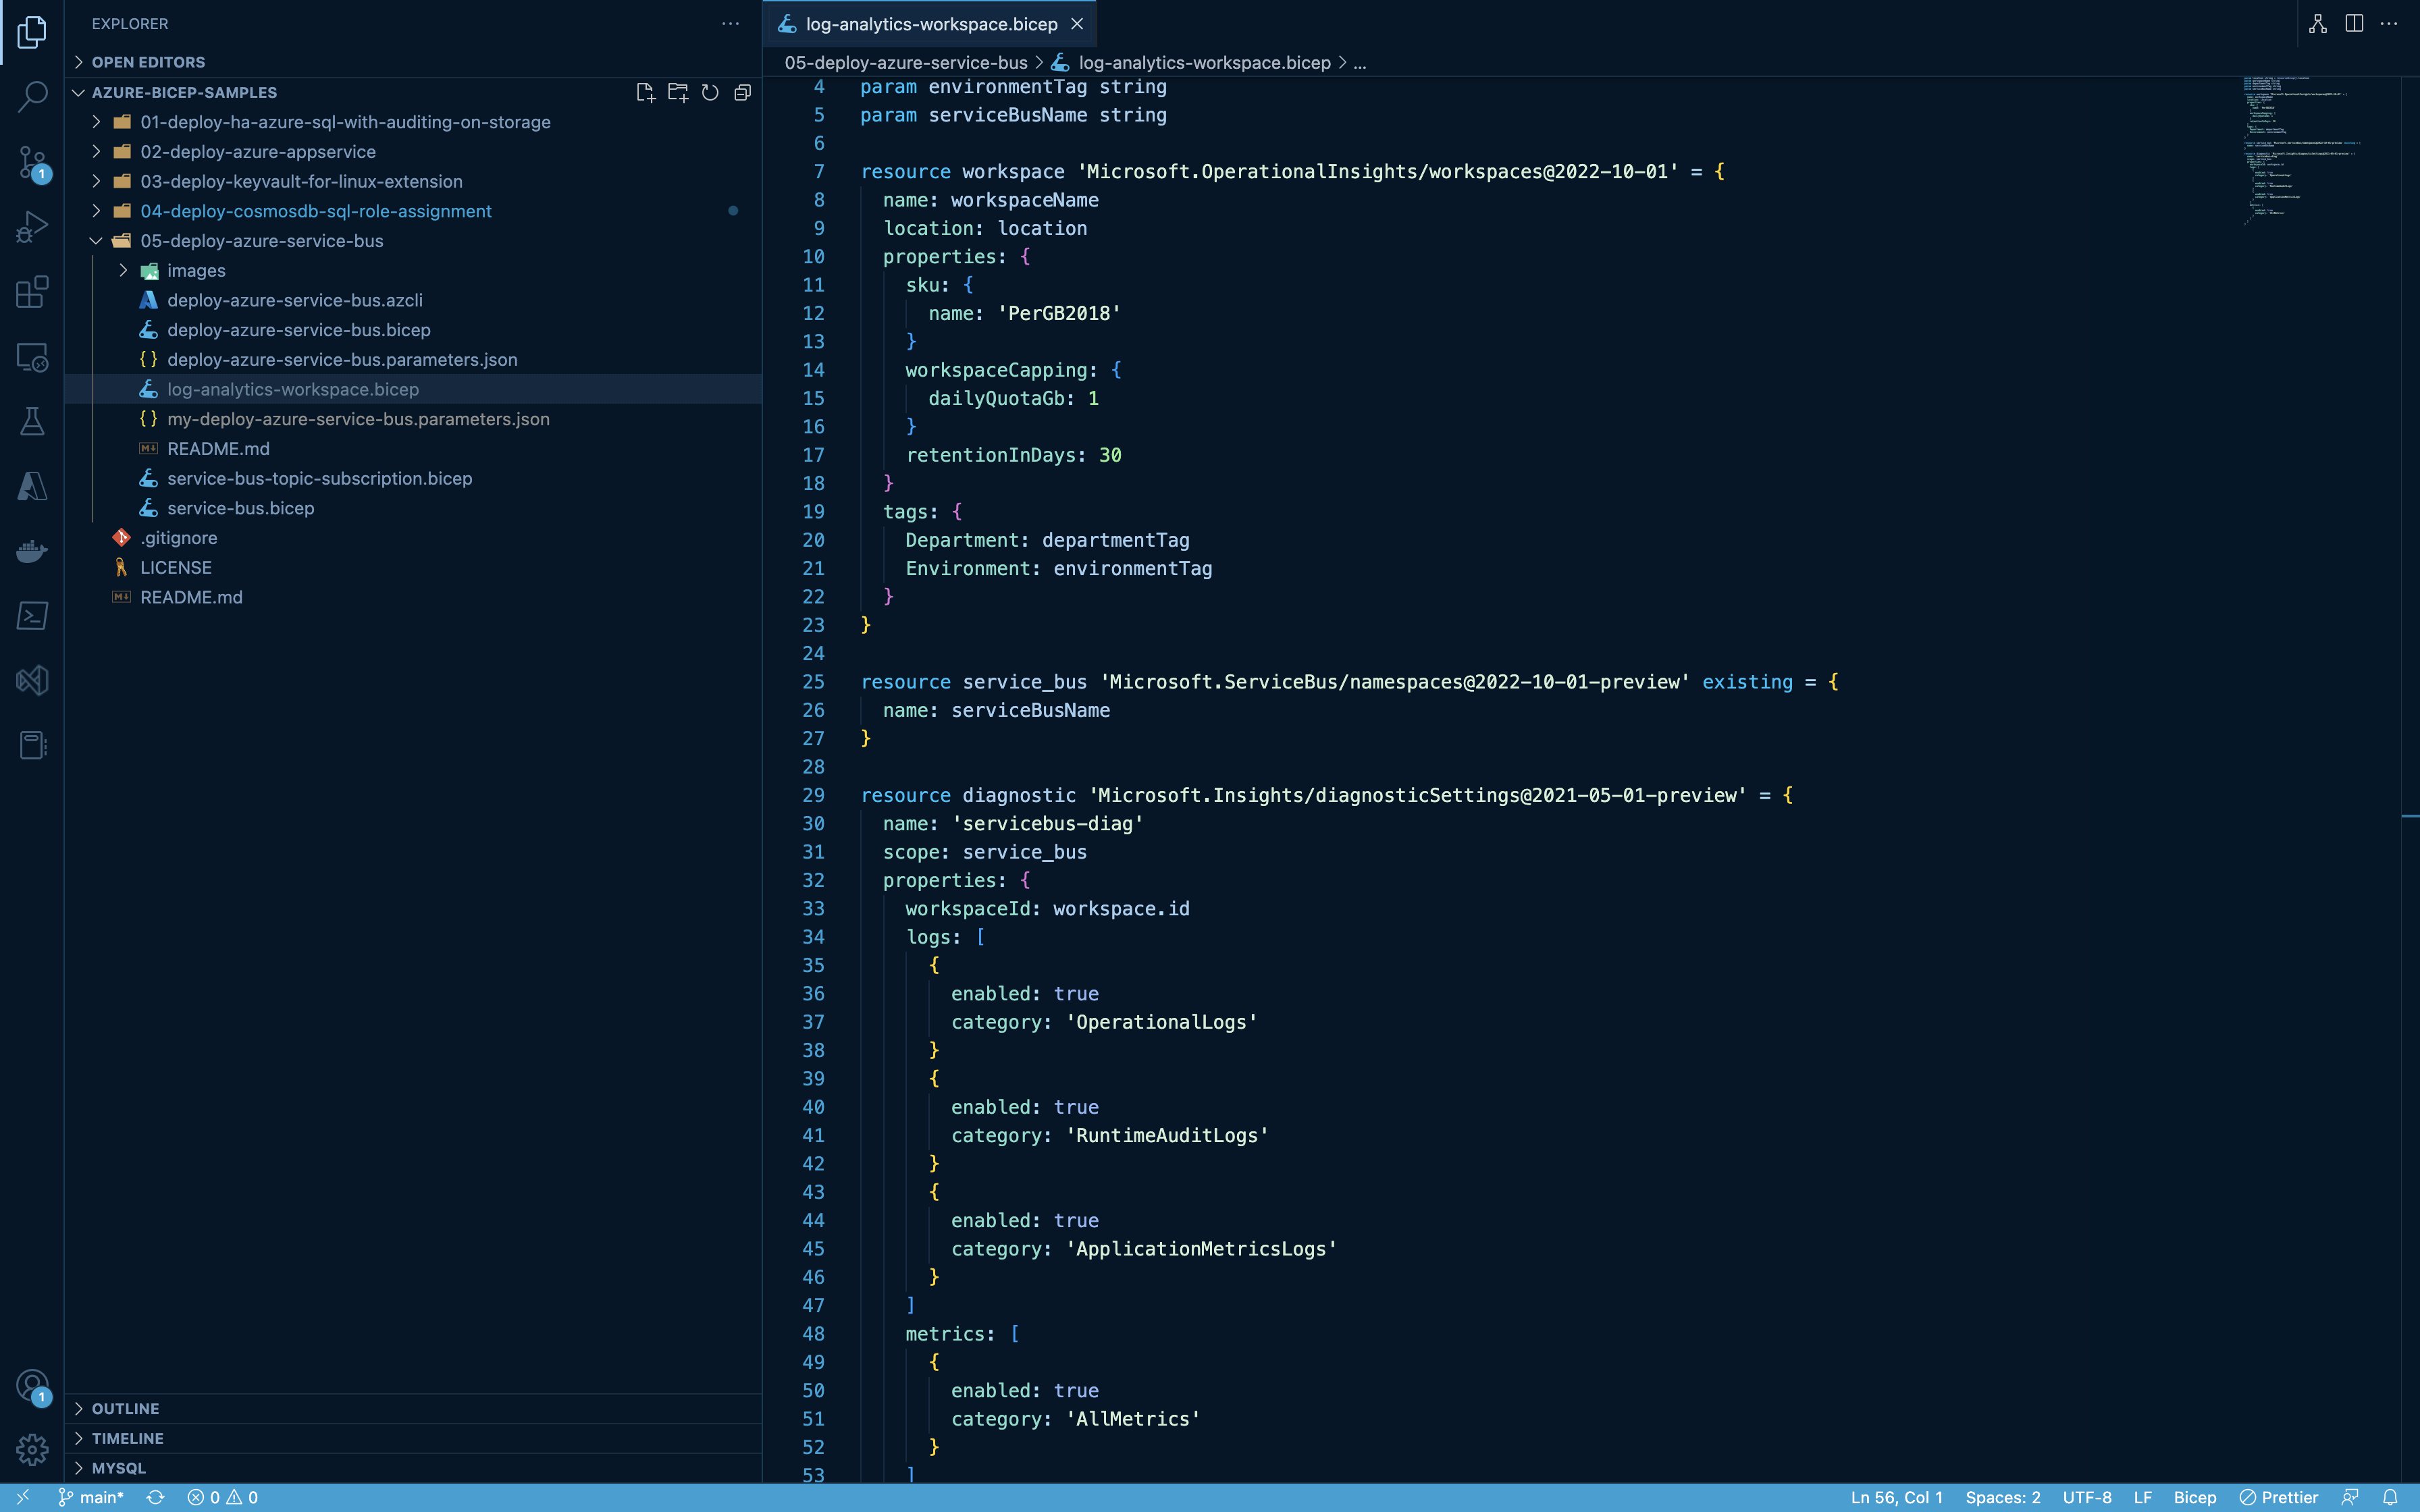 EXPLORER
OPEN EDITORS
AZURE-BICEP-SAMPLES
01-deploy-ha-azure-sql-with-auditing-on-storage
02-deploy-azure-appservice
03-deploy-keyvault-for-linux-extension
04-deploy-cosmosdb-sql-role-assignment
05-deploy-azure-service-bus
images
deploy-azure-service-bus.azcli
deploy-azure-service-bus.bicep
{ } deploy-azure-service-bus.parameters.json
log-analytics-workspace.bicep
{ } my-deploy-azure-service-bus.parameters.json
README.md
service-bus-topic-subscription.bicep
service-bus.bicep
.gitignore
LICENSE
README.md
OUTLINE
TIMELINE
MYSQL
1
1
log-analytics-workspace.bicep
05-deploy-azure-service-bus > log-analytics-workspace.bicep > ...
4 param environmentTag string
5 param serviceBusName string
6
7 resource workspace 'Microsoft.OperationalInsights/workspaces@2022-10-01' = {
8 name: workspaceName
9 location: location
10 properties: {
11 sku: {
12 name: 'PerGB2018'
13 }
14 workspaceCapping: {
15 dailyQuotaGb: 1
16 }
17 retentionInDays: 30
18 }
19 tags: {
20 Department: departmentTag
21 Environment: environmentTag
22 }
23 }
24
25 resource service_bus 'Microsoft.ServiceBus/namespaces@2022-10-01-preview' existing = {
26 name: serviceBusName
27 }
28
29 resource diagnostic 'Microsoft.Insights/diagnosticSettings@2021-05-01-preview' = {
30 name: 'servicebus-diag'
31 scope: service_bus
32 properties: {
33 workspaceId: workspace.id
34 logs: [
35 {
36 enabled: true
37 category: 'OperationalLogs'
38 }
39 {
40 enabled: true
41 category: 'RuntimeAuditLogs'
42 }
43 {
44 enabled: true
45 category: 'ApplicationMetricsLogs'
46 }
47 ]
48 metrics: [
49 {
50 enabled: true
51 category: 'AllMetrics'
52 }
53 ]
main* 0 0 Ln 56, Col 1 Spaces: 2 UTF-8 LF Bicep Prettier